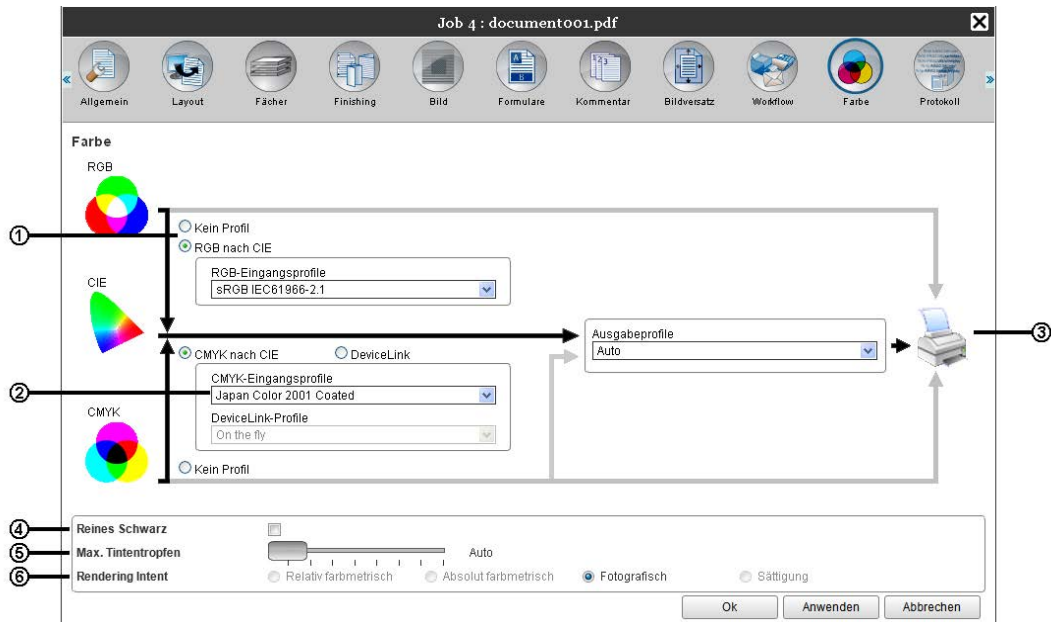 Job 4 : document001.pdf
Allgemein Layout Fächer Finishing Bild Formulare Kommentar Bildversatz Workflow Farbe Protokoll
Farbe
RGB
Kein Profil
1
RGB nach CIE
RGB-Eingangsprofile
CIE
sRGB IEC61966-2.1
Ausgabeprofile
3
Auto
CMYK nach CIE DeviceLink
CMYK-Eingangsprofile
2
Japan Color 2001 Coated
CMYK
DeviceLink-Profile
On the fly
Kein Profil
4 Reines Schwarz
5 Max. Tintentropfen Auto
6 Rendering Intent Relativ farbmetrisch Absolut farbmetrisch Fotografisch Sättigung
Ok Anwenden Abbrechen